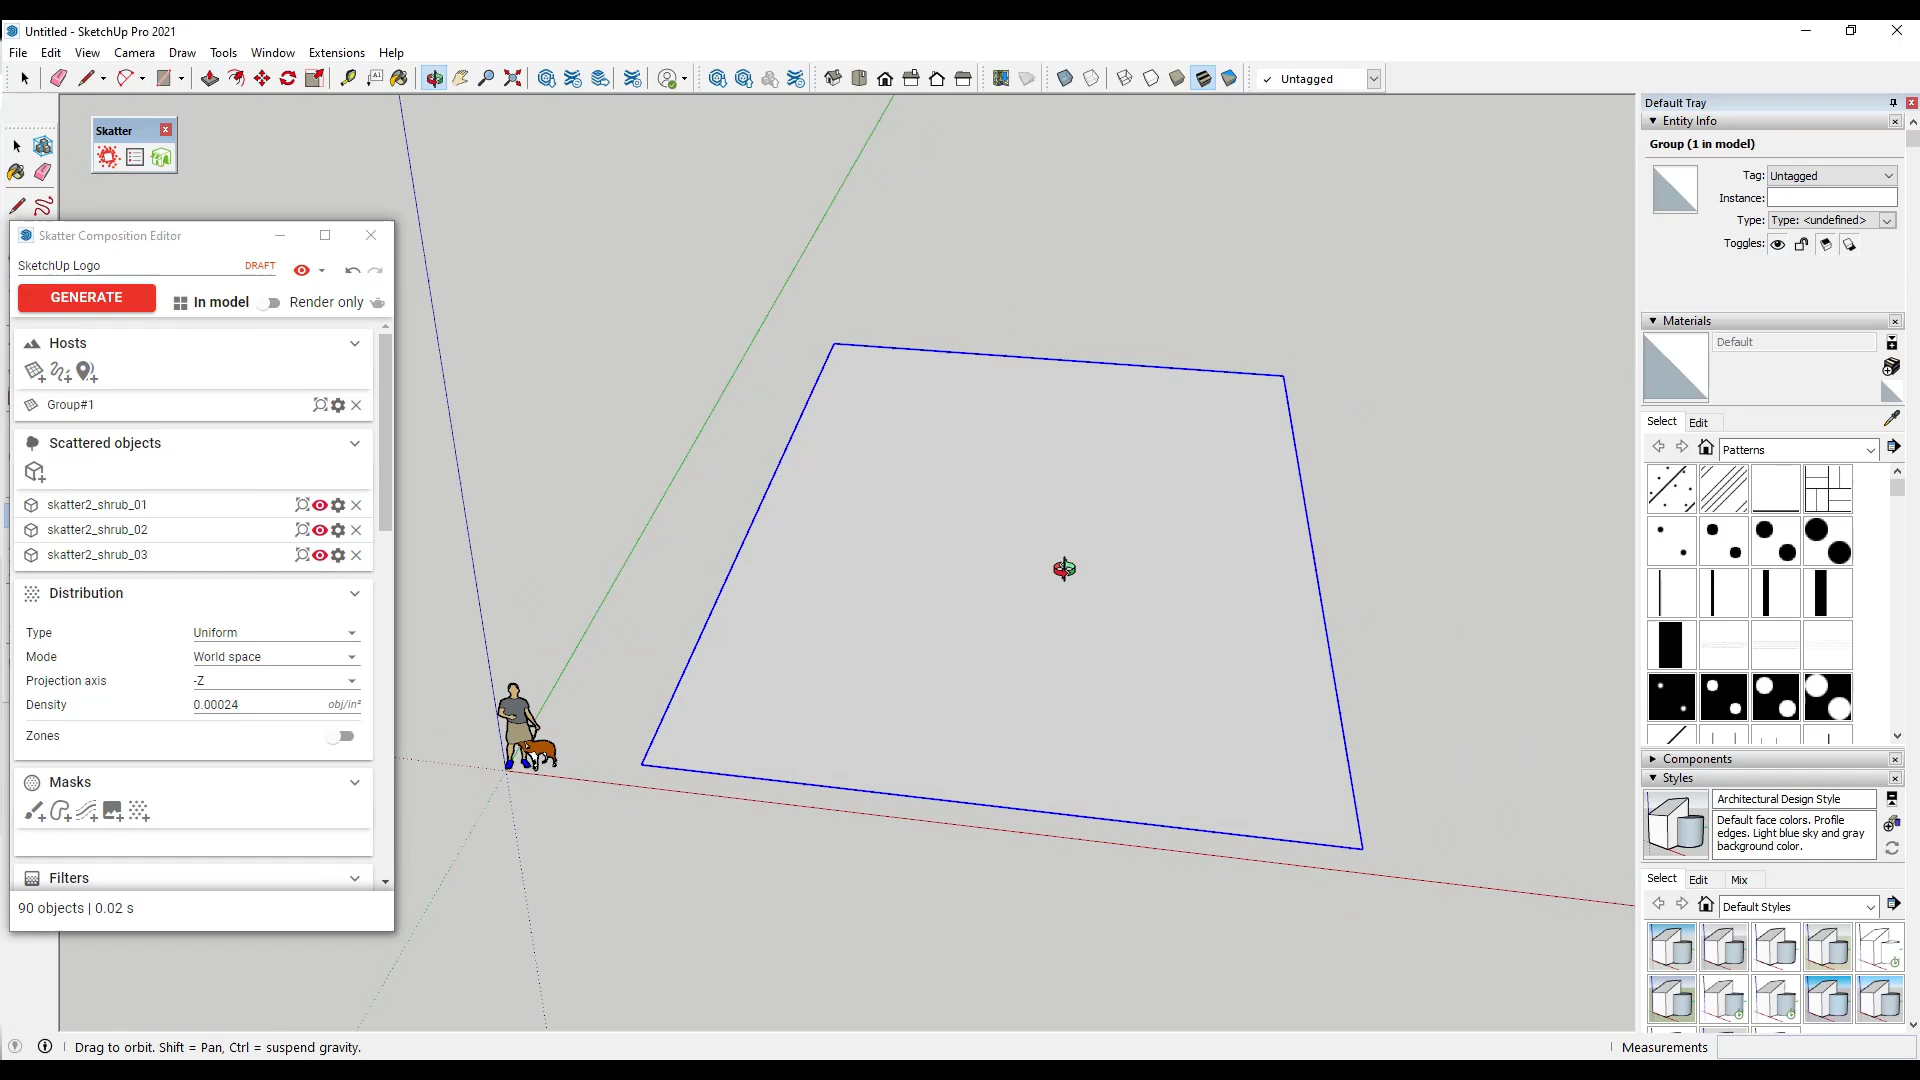 Untitled - SketchUp Pro 2021
File Edit View Camera Draw Tools Window Extensions Help
A1
✓ Untagged
Skatter
Skatter Composition Editor
SketchUp Logo DRAFT
GENERATE In model Render only
Hosts
Group#1
Scattered objects
skatter2_shrub_01
skatter2_shrub_02
skatter2_shrub_03
Distribution
Type Uniform
Mode World space
Projection axis -Z
Density 0.00024 obj/in²
Zones
Masks
Filters
90 objects | 0.02 s
Default Tray
Entity Info
Group (1 in model)
Tag: Untagged
Instance:
Type: Type: <undefined>
Toggles:
Materials
Default
Select Edit
Patterns
Components
Styles
Architectural Design Style
Default face colors. Profile
edges. Light blue sky and gray
background color.
Select Edit Mix
Default Styles
Drag to orbit. Shift = Pan, Ctrl = suspend gravity.
Measurements